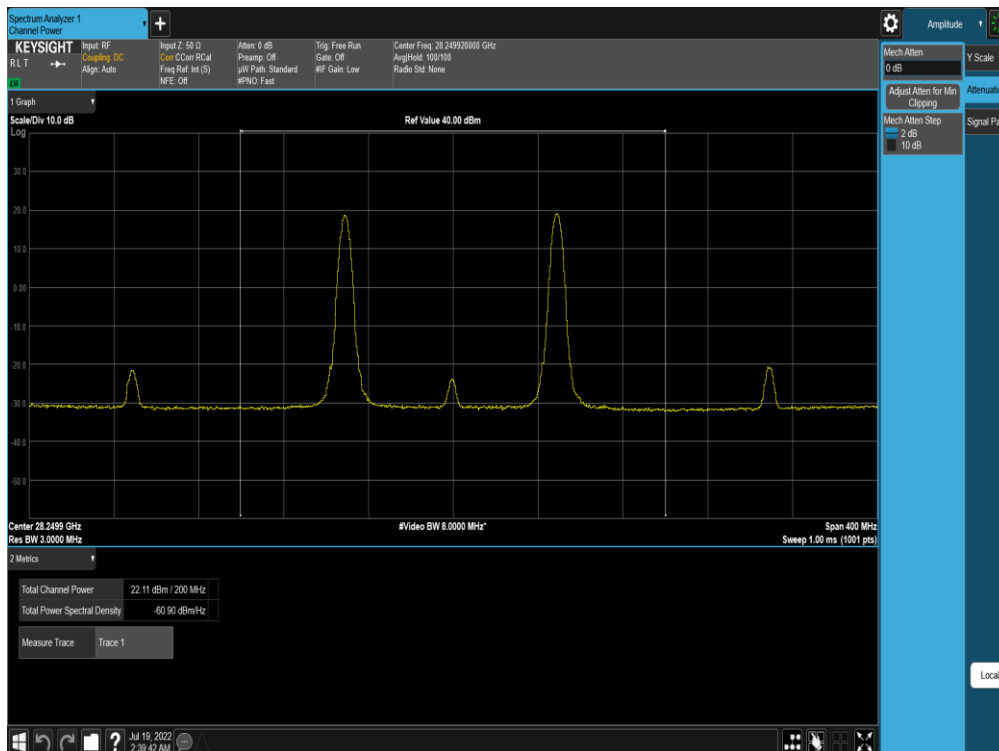 Spectrum Analyzer 1
Channel Power
Amplitude
KEYSIGHT
Input: RF
Coupling: DC
Align: Auto
Input Z: 50 Ω
Corr CCorr RCal
Freq Ref: Int (S)
NFE: Off
Atten: 0 dB
Preamp: Off
µW Path: Standard
#PNO: Fast
Trig: Free Run
Gate: Off
#IF Gain: Low
Center Freq: 28.249920000 GHz
Avg|Hold: 100/100
Radio Std: None
RLT
Mech Atten
0 dB
Y Scale
Adjust Atten for Min
Clipping
Mech Atten Step
2 dB
10 dB
1 Graph
Scale/Div 10.0 dB
Ref Value 40.00 dBm
Log
30.0
20.0
10.0
0.00
-10.0
-20.0
-30.0
-40.0
-50.0
Center 28.2499 GHz
#Video BW 8.0000 MHz*
Span 400 MHz
Res BW 3.0000 MHz
Sweep 1.00 ms (1001 pts)
2 Metrics
Total Channel Power 22.11 dBm / 200 MHz
Total Power Spectral Density -60.90 dBm/Hz
Measure Trace Trace 1
Local
?
Jul 19, 2022
2:39:42 AM